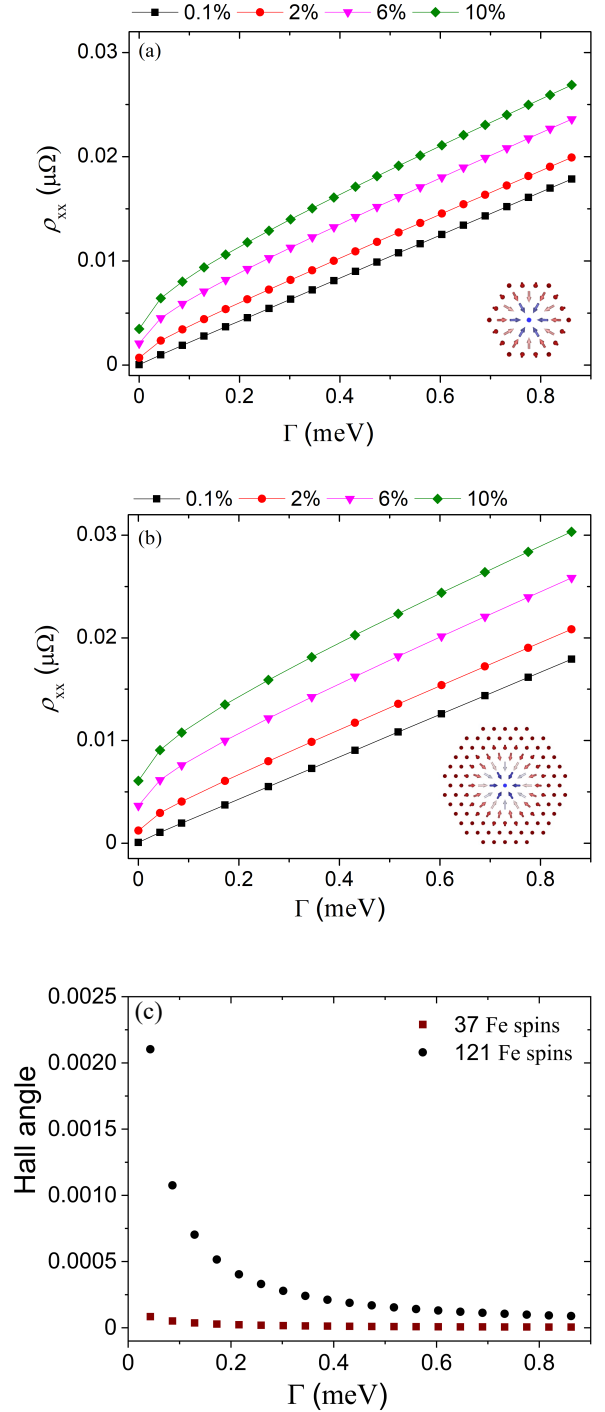 0.1% 2% 6% 10%
(a)
0.03
0.02
0.01
0
ρxx (μΩ)
0 0.2 0.4 0.6 0.8
Γ (meV)
0.1% 2% 6% 10%
(b)
0.03
0.02
0.01
0
ρxx (μΩ)
0 0.2 0.4 0.6 0.8
Γ (meV)
(c)
37 Fe spins
121 Fe spins
0.0025
0.0020
0.0015
0.0010
0.0005
0
Hall angle
0 0.2 0.4 0.6 0.8
Γ (meV)